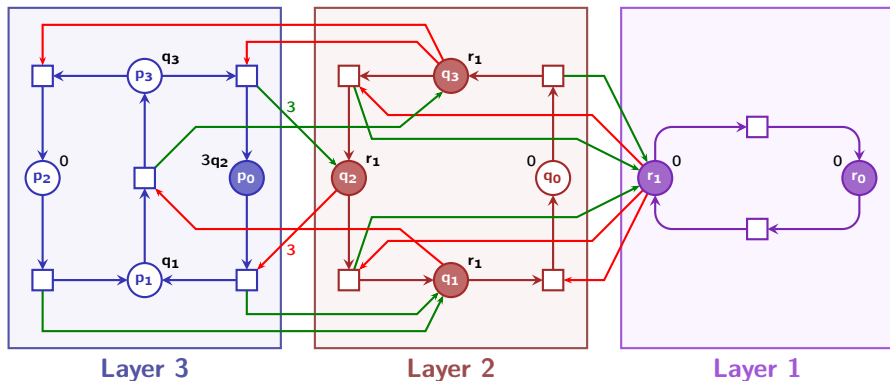 q₃ r₁
p₃ q₃
3
0 3q₂ r₁ 0 0 0
p₂ p₀ q₂ q₀ r₁ r₀
q₁ 3 r₁
p₁ q₁
Layer 3 Layer 2 Layer 1